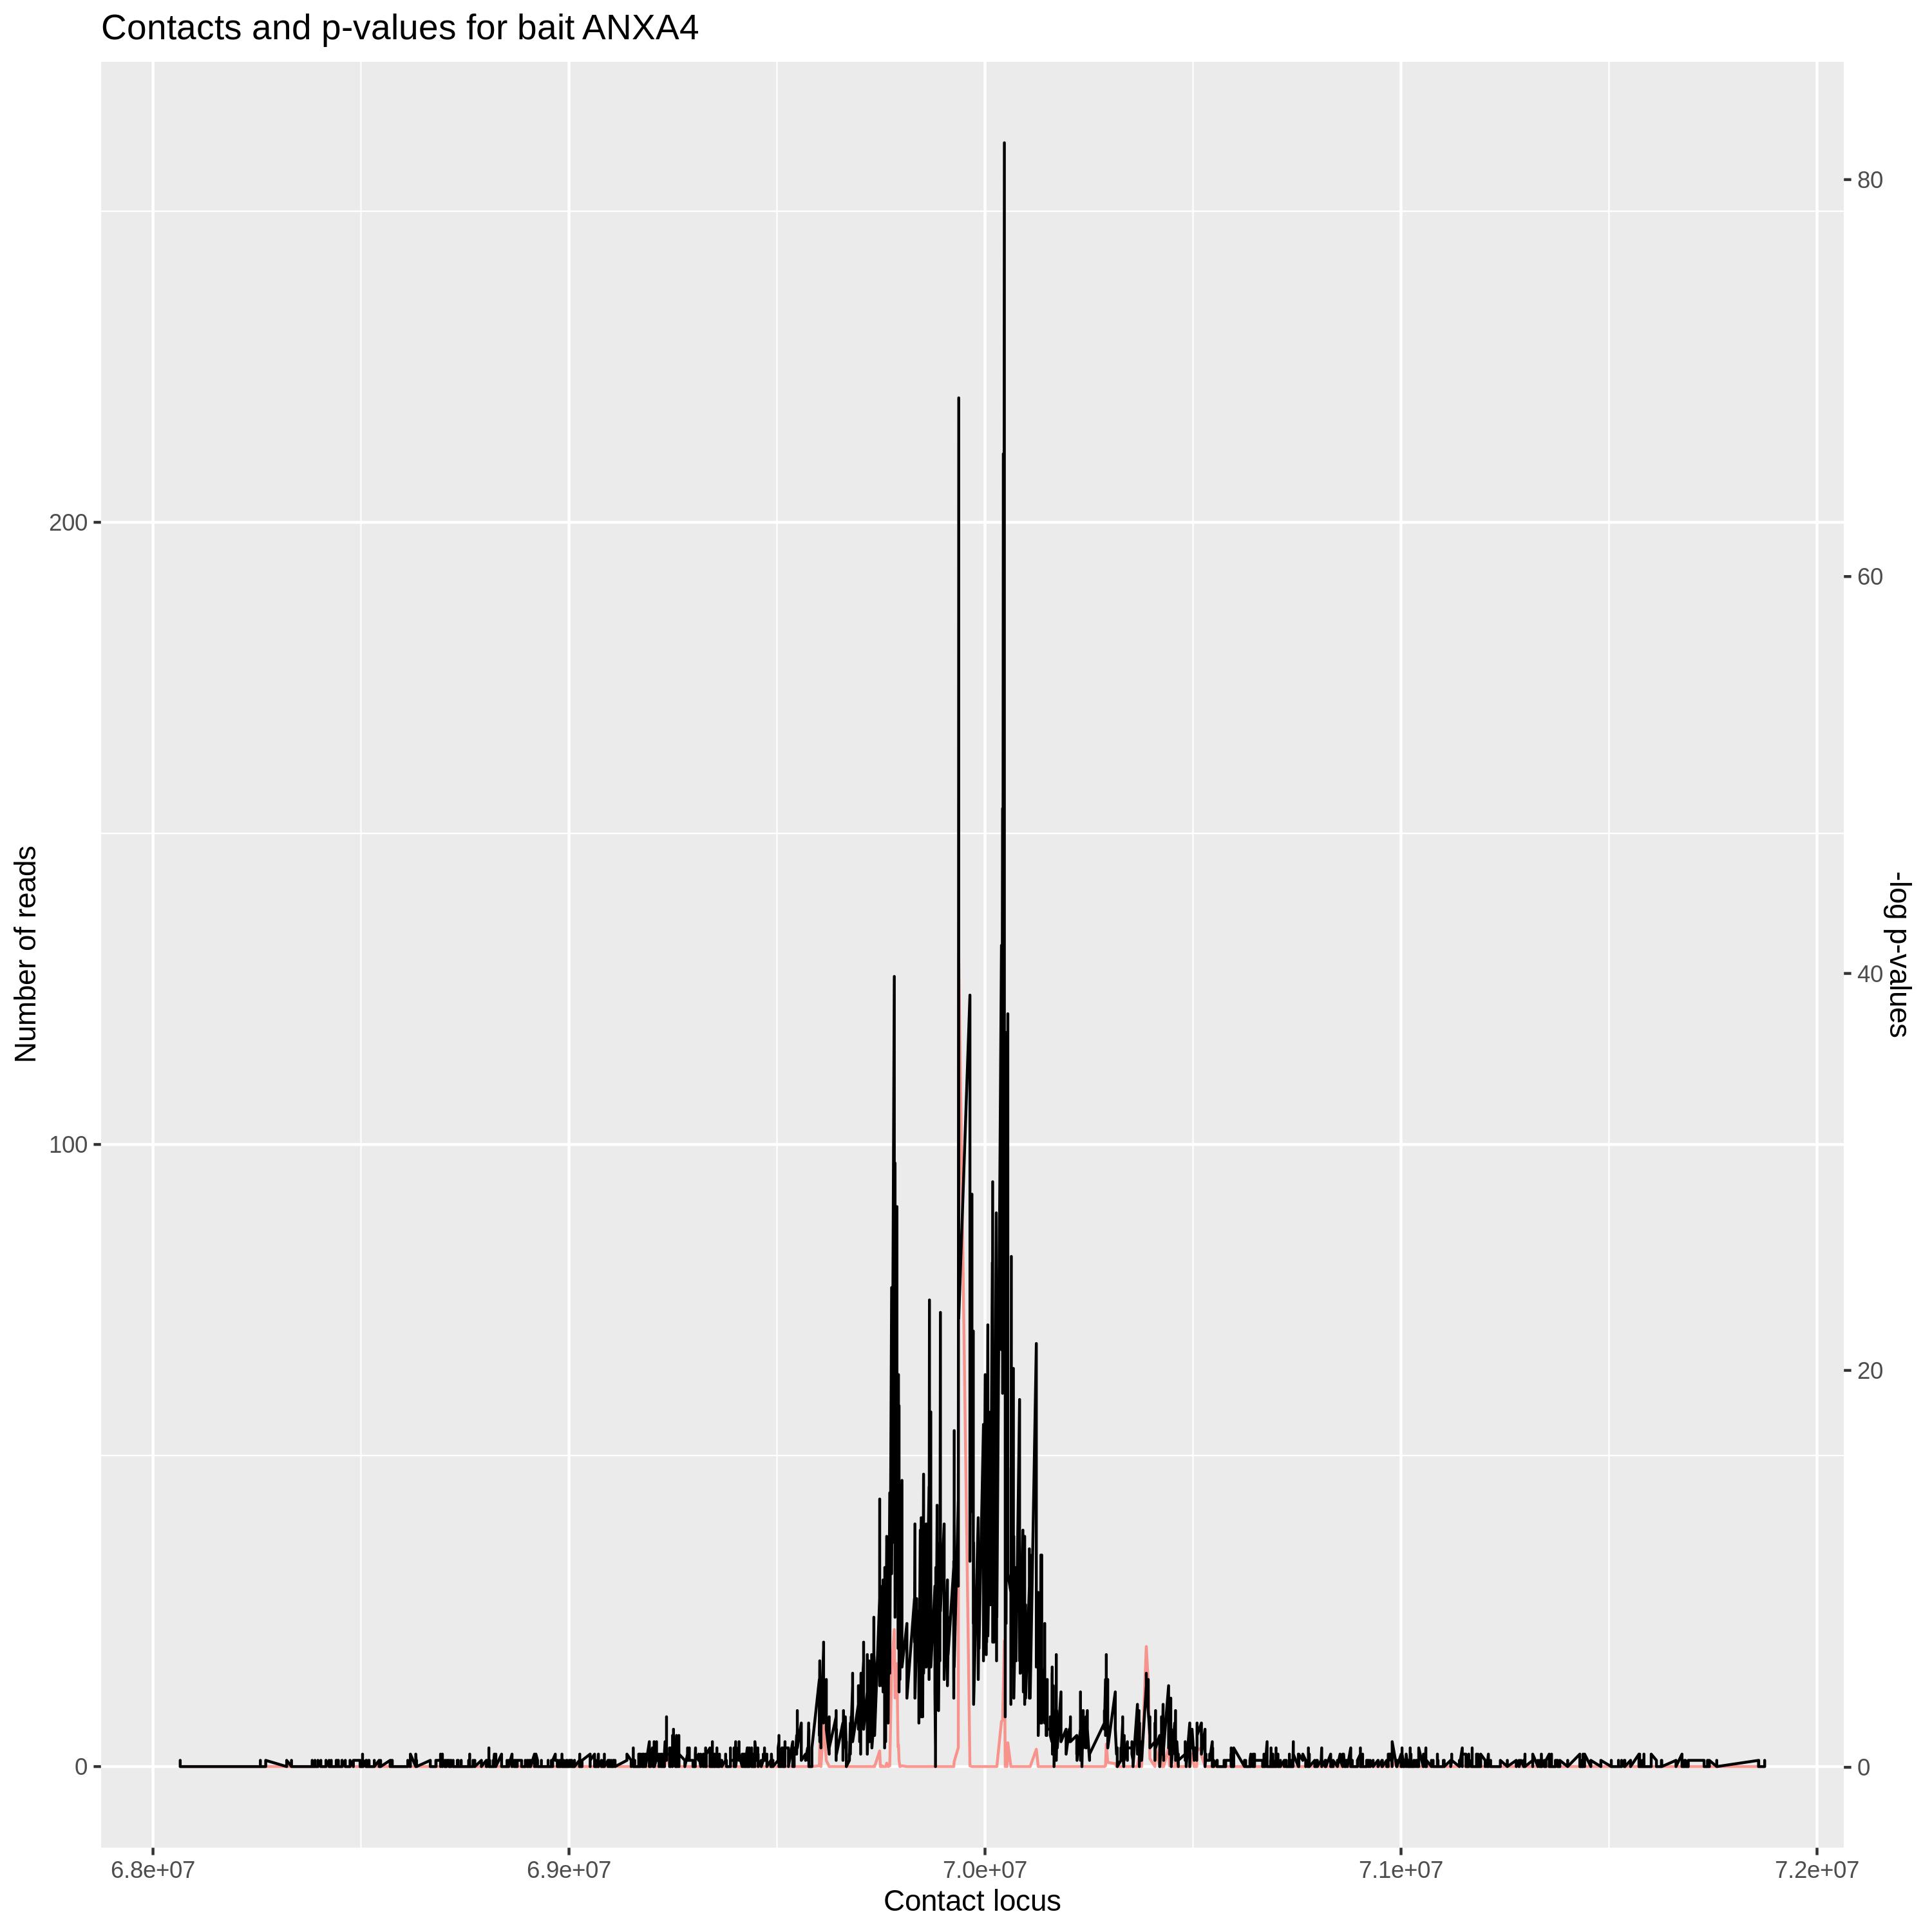 Contacts and p-values for bait ANXA4
Number of reads
200
100
0
80
60
40
20
0
-log p-values
6.8e+07
6.9e+07
7.0e+07
7.1e+07
7.2e+07
Contact locus